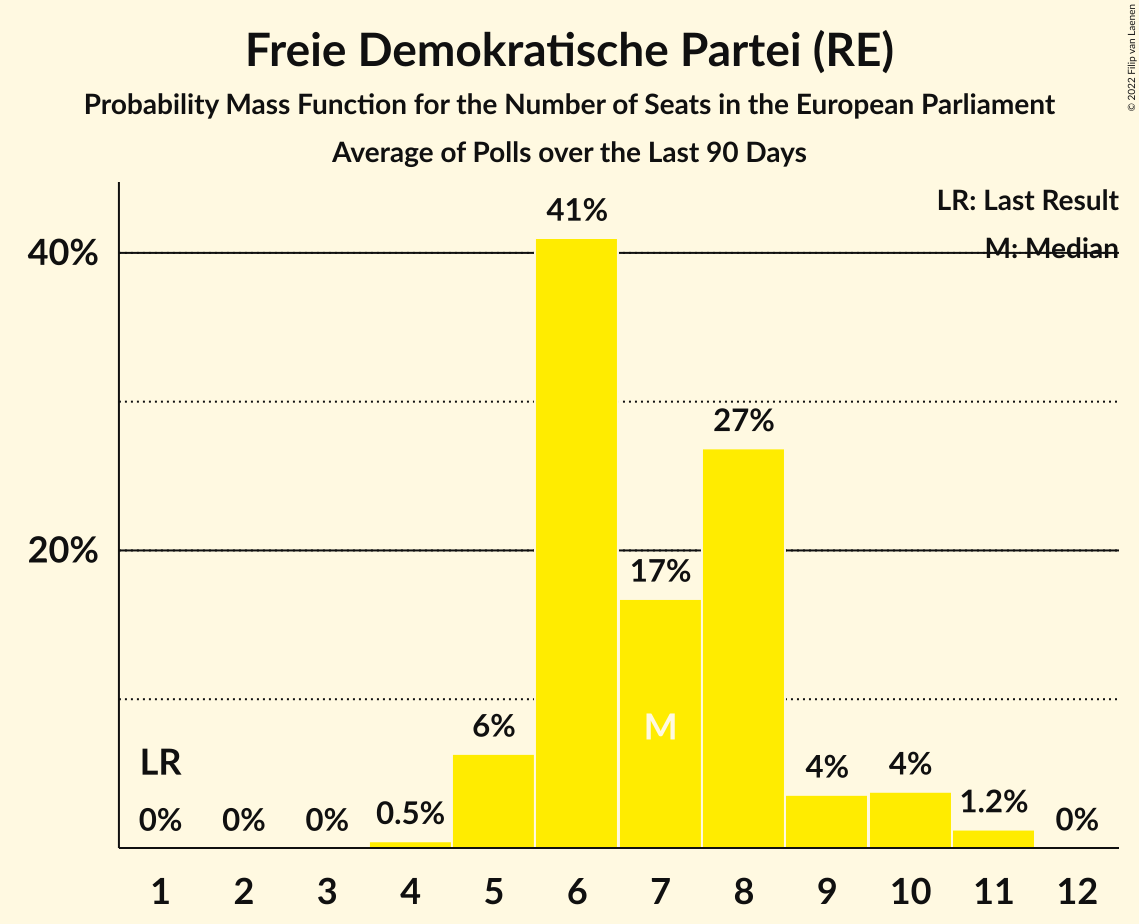 Freie Demokratische Partei (RE)
Probability Mass Function for the Number of Seats in the European Parliament
Average of Polls over the Last 90 Days
© 2022 Filip van Laenen
LR: Last Result
M: Median
40%
20%
41%
27%
17%
M
6%
LR
0%
0%
0%
0.5%
4%
4%
1.2%
0%
1 2 3 4 5 6 7 8 9 10 11 12